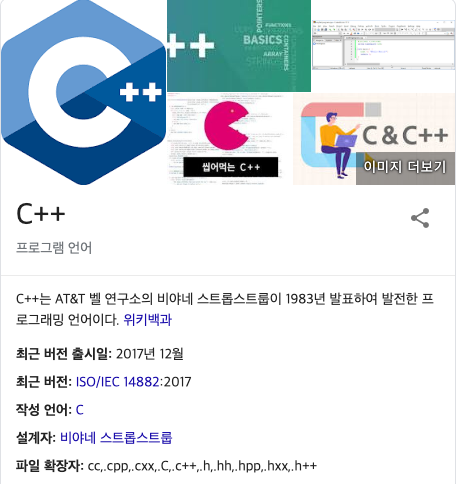 C++
++
POINTERS
FUNCTIONS
BASICS
CONTAINERS
ARRAY
STRINGS
씹어먹는 C++
C & C++
이미지 더보기
C++
프로그램 언어
C++는 AT&T 벨 연구소의 비야네 스트롭스트룹이 1983년 발표하여 발전한 프
로그래밍 언어이다. 위키백과
최근 버전 출시일: 2017년 12월
최근 버전: ISO/IEC 14882:2017
작성 언어: C
설계자: 비야네 스트롭스트룹
파일 확장자: cc,.cpp,.cxx,.C,.c++,.h,.hh,.hpp,.hxx,.h++